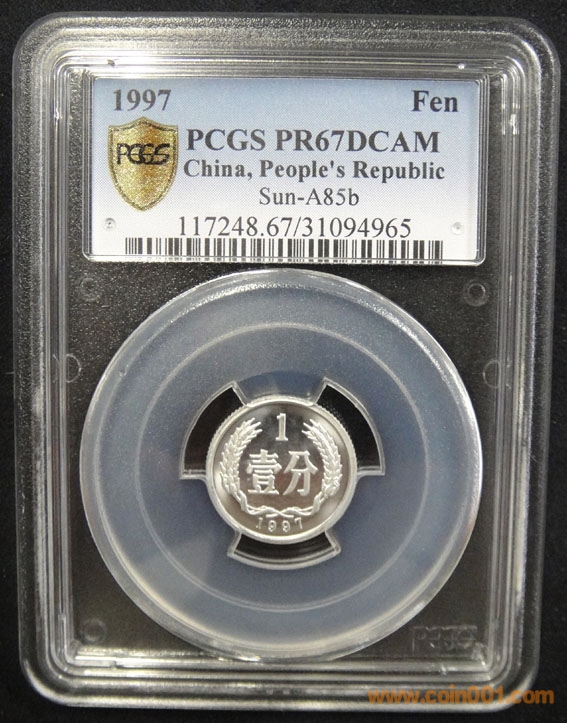 1997 Fen
PCGS
PCGS PR67DCAM
China, People's Republic
Sun-A85b
117248.67/31094965
1
壹分
1997
PCGS
www.coin001.com